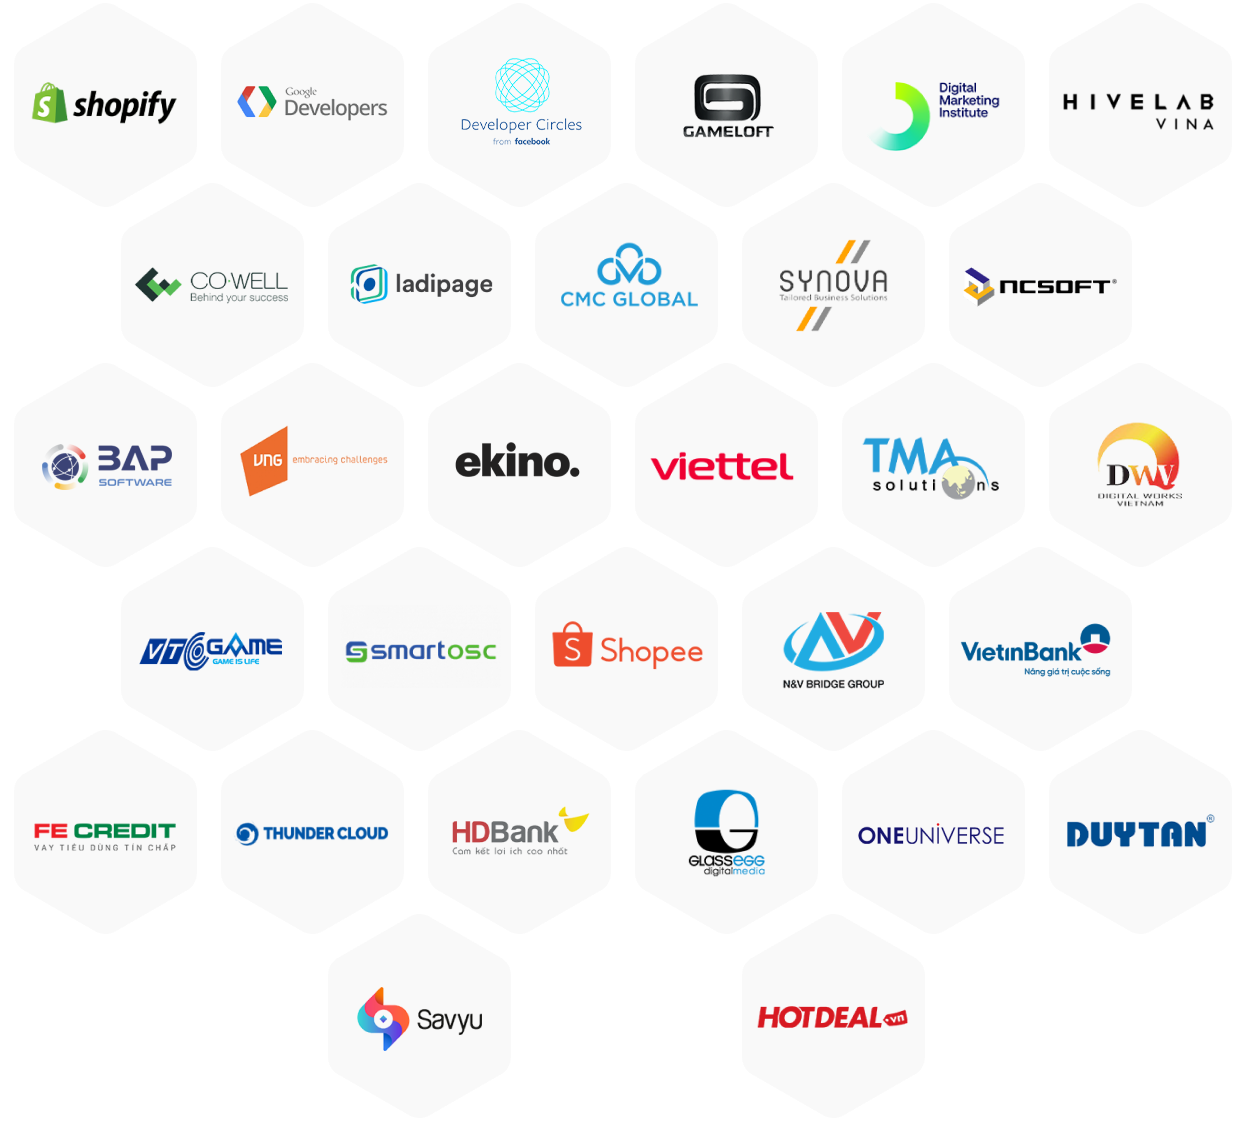 shopify
Google
Developers
Developer Circles
from facebook
GAMELOFT
Digital
Marketing
Institute
HIVELAB
VINA
CO·WELL
Behind your success
ladipage
CMC GLOBAL
SYNOVA
Tailored Business Solutions
NCSOFT®
BAP
SOFTWARE
VNG embracing challenges
ekino.
viettel
TMA
solutions
DWV
DIGITAL WORKS
VIETNAM
VTC GAME
GAME IS LIFE
smartosc
S Shopee
N&V BRIDGE GROUP
VietinBank
Nâng giá trị cuộc sống
FE CREDIT
VAY TIÊU DÙNG TÍN CHẤP
THUNDER CLOUD
HDBank
Cam kết lợi ích cao nhất
GLASSEGG
digitalmedia
ONEUNIVERSE
DUYTAN®
Savyu
HOTDEAL.vn